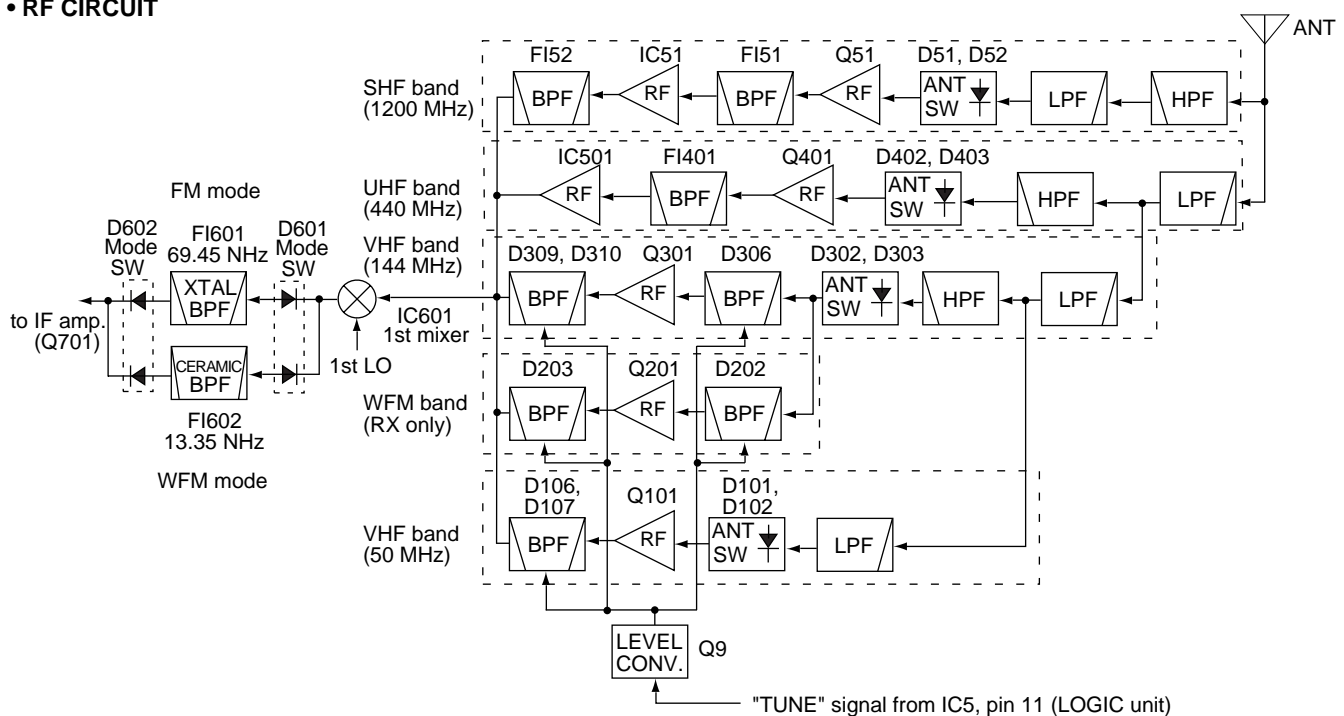 • RF CIRCUIT
ANT
SHF band
(1200 MHz)
FI52
BPF
IC51
RF
FI51
BPF
Q51
RF
D51, D52
ANT
SW
LPF
HPF
UHF band
(440 MHz)
IC501
RF
FI401
BPF
Q401
RF
D402, D403
ANT
SW
HPF
LPF
VHF band
(144 MHz)
D309, D310
BPF
Q301
RF
D306
BPF
D302, D303
ANT
SW
HPF
LPF
FM mode
D602
Mode
SW
FI601
69.45 NHz
XTAL
BPF
D601
Mode
SW
to IF amp.
(Q701)
CERAMIC
BPF
FI602
13.35 NHz
WFM mode
1st LO
IC601
1st mixer
WFM band
(RX only)
D203
BPF
Q201
RF
D202
BPF
VHF band
(50 MHz)
D106,
D107
BPF
Q101
RF
D101,
D102
ANT
SW
LPF
LEVEL
CONV.
Q9
"TUNE" signal from IC5, pin 11 (LOGIC unit)